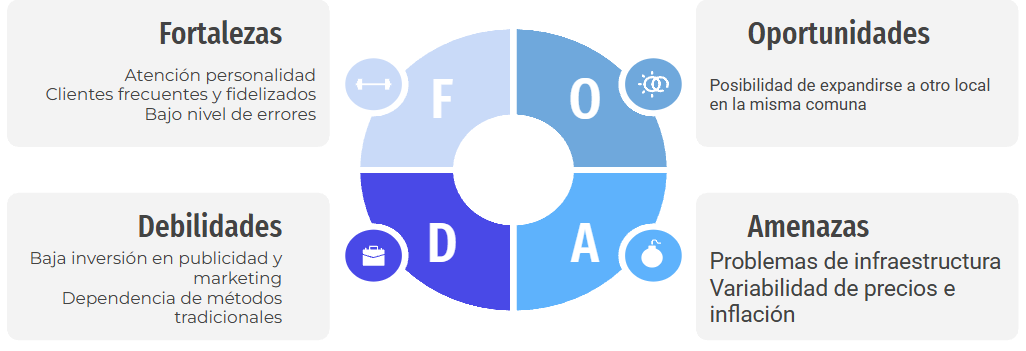 Fortalezas
Atención personalidad
Clientes frecuentes y fidelizados
Bajo nivel de errores
F
O
Oportunidades
Posibilidad de expandirse a otro local
en la misma comuna
Debilidades
Baja inversión en publicidad y
marketing
Dependencia de métodos
tradicionales
D
A
Amenazas
Problemas de infraestructura
Variabilidad de precios e
inflación